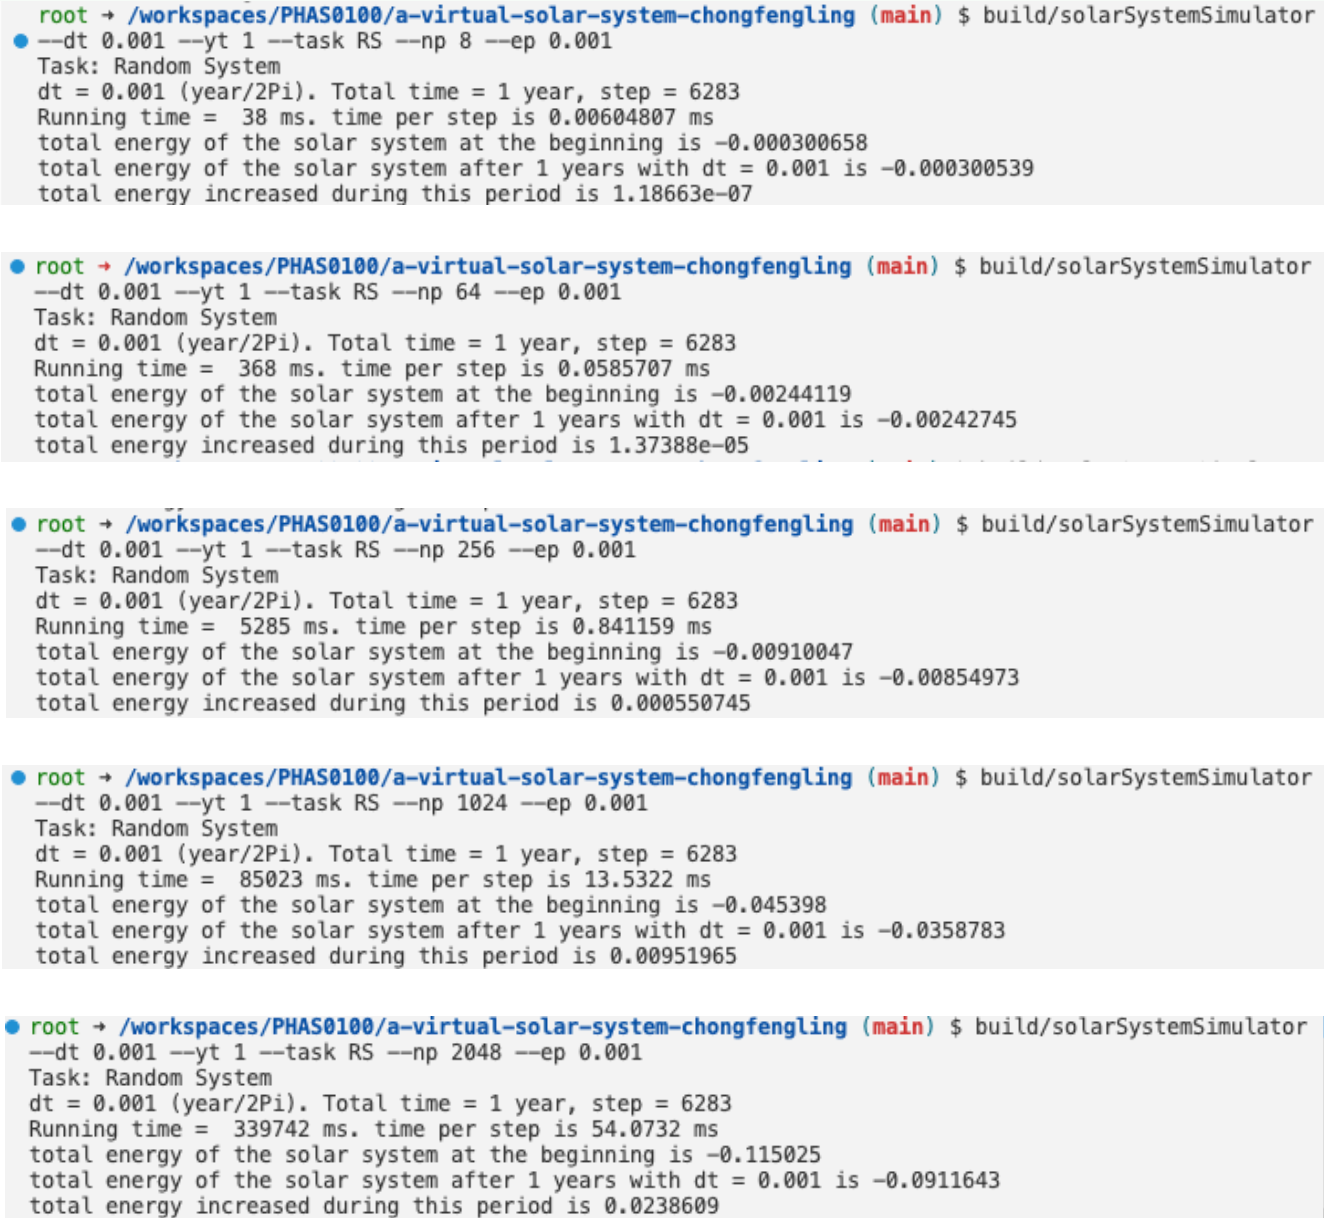 root → /workspaces/PHAS0100/a-virtual-solar-system-chongfengling (main) $ build/solarSystemSimulator
--dt 0.001 --yt 1 --task RS --np 8 --ep 0.001
Task: Random System
dt = 0.001 (year/2Pi). Total time = 1 year, step = 6283
Running time =  38 ms. time per step is 0.00604807 ms
total energy of the solar system at the beginning is -0.000300658
total energy of the solar system after 1 years with dt = 0.001 is -0.000300539
total energy increased during this period is 1.18663e-07
root → /workspaces/PHAS0100/a-virtual-solar-system-chongfengling (main) $ build/solarSystemSimulator
--dt 0.001 --yt 1 --task RS --np 64 --ep 0.001
Task: Random System
dt = 0.001 (year/2Pi). Total time = 1 year, step = 6283
Running time =  368 ms. time per step is 0.0585707 ms
total energy of the solar system at the beginning is -0.00244119
total energy of the solar system after 1 years with dt = 0.001 is -0.00242745
total energy increased during this period is 1.37388e-05
root → /workspaces/PHAS0100/a-virtual-solar-system-chongfengling (main) $ build/solarSystemSimulator
--dt 0.001 --yt 1 --task RS --np 256 --ep 0.001
Task: Random System
dt = 0.001 (year/2Pi). Total time = 1 year, step = 6283
Running time =  5285 ms. time per step is 0.841159 ms
total energy of the solar system at the beginning is -0.00910047
total energy of the solar system after 1 years with dt = 0.001 is -0.00854973
total energy increased during this period is 0.000550745
root → /workspaces/PHAS0100/a-virtual-solar-system-chongfengling (main) $ build/solarSystemSimulator
--dt 0.001 --yt 1 --task RS --np 1024 --ep 0.001
Task: Random System
dt = 0.001 (year/2Pi). Total time = 1 year, step = 6283
Running time =  85023 ms. time per step is 13.5322 ms
total energy of the solar system at the beginning is -0.045398
total energy of the solar system after 1 years with dt = 0.001 is -0.0358783
total energy increased during this period is 0.00951965
root → /workspaces/PHAS0100/a-virtual-solar-system-chongfengling (main) $ build/solarSystemSimulator
--dt 0.001 --yt 1 --task RS --np 2048 --ep 0.001
Task: Random System
dt = 0.001 (year/2Pi). Total time = 1 year, step = 6283
Running time =  339742 ms. time per step is 54.0732 ms
total energy of the solar system at the beginning is -0.115025
total energy of the solar system after 1 years with dt = 0.001 is -0.0911643
total energy increased during this period is 0.0238609